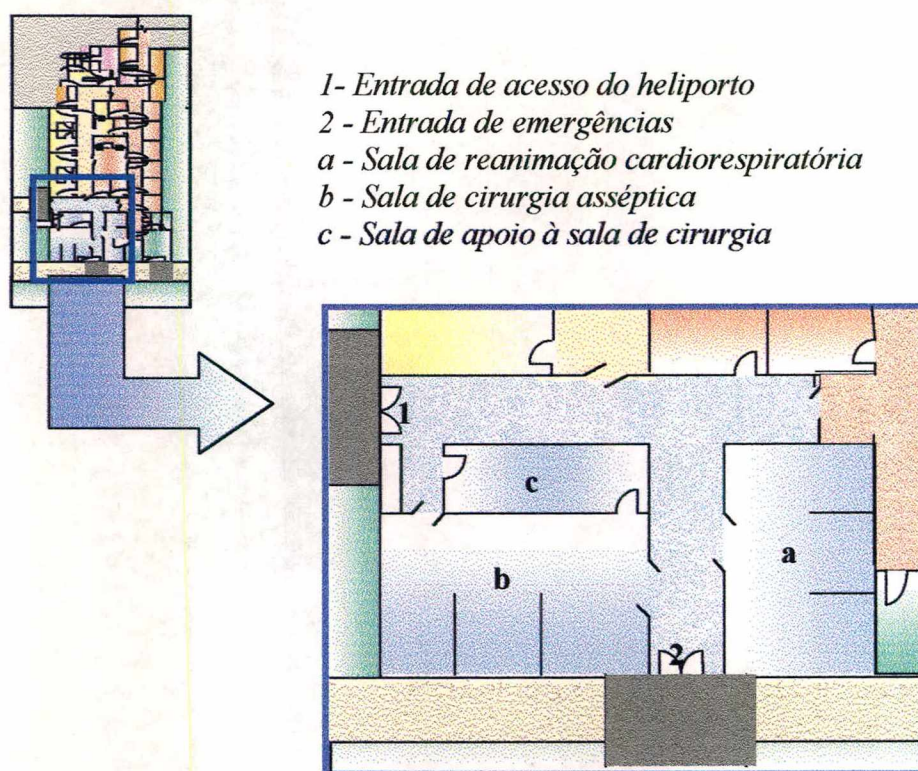 1- Entrada de acesso do heliporto
2 - Entrada de emergências
a - Sala de reanimação cardiorespiratória
b - Sala de cirurgia asséptica
c - Sala de apoio à sala de cirurgia
1
c
b
a
2